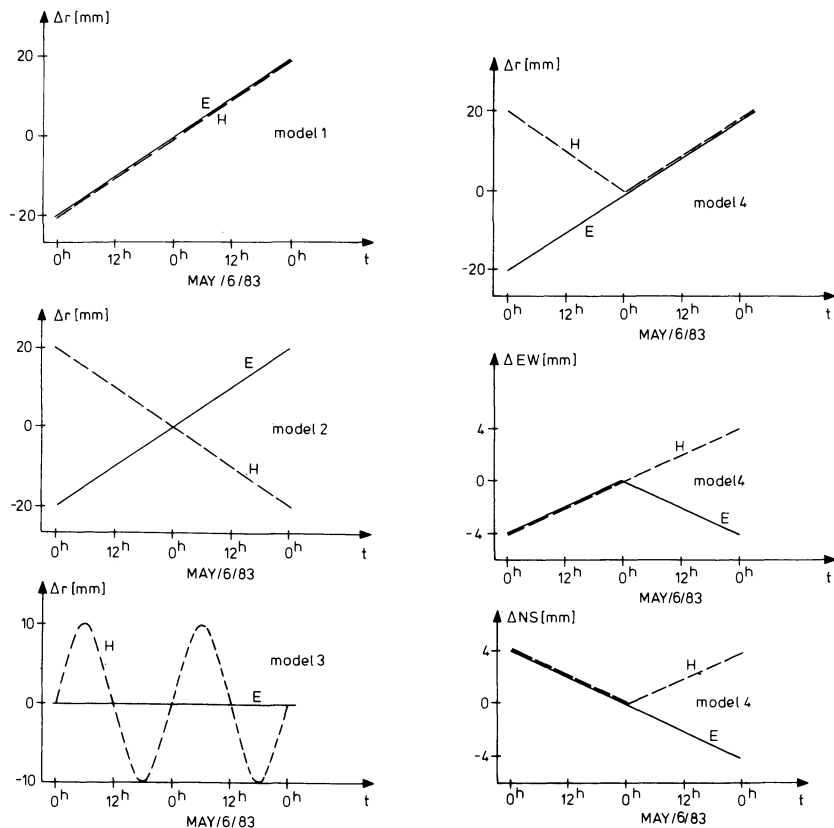 Δr [mm]
20
0
-20
E
H
model 1
0h 12h 0h 12h 0h t
MAY/6/83
Δr [mm]
20
0
-20
E
H
model 2
0h 12h 0h 12h 0h t
MAY/6/83
Δr [mm]
10
0
-10
H
E
model 3
0h 12h 0h 12h 0h t
MAY/6/83
Δr [mm]
20
0
-20
H
E
model 4
0h 12h 0h 12h 0h t
MAY/6/83
ΔEW[mm]
4
0
-4
H
E
model4
0h 12h 0h 12h 0h t
MAY/6/83
ΔNS[mm]
4
0
-4
H
E
model 4
0h 12h 0h 12h 0h t
MAY/6/83